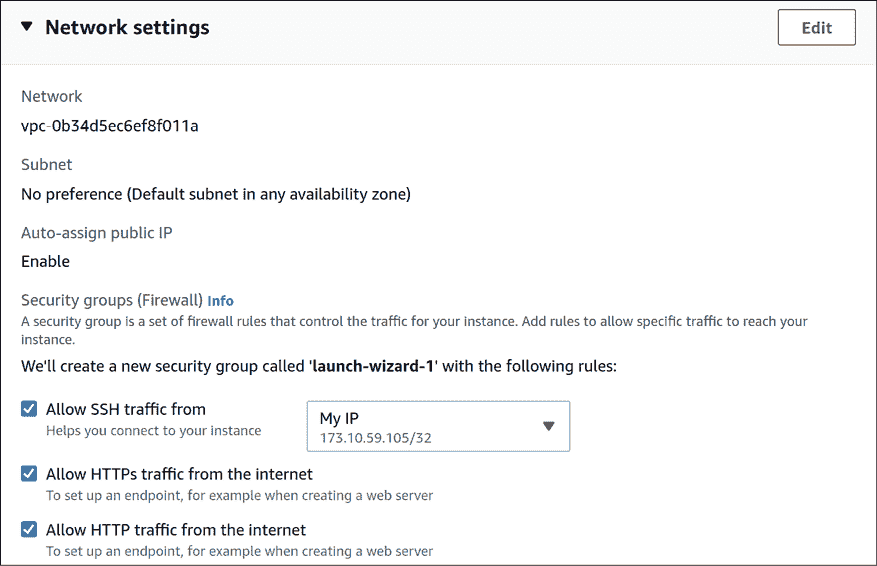 Network settings
Edit
Network
vpc-0b34d5ec6ef8f011a
Subnet
No preference (Default subnet in any availability zone)
Auto-assign public IP
Enable
Security groups (Firewall) Info
A security group is a set of firewall rules that control the traffic for your instance. Add rules to allow specific traffic to reach your
instance.
We'll create a new security group called 'launch-wizard-1' with the following rules:
Allow SSH traffic from
Helps you connect to your instance
My IP
173.10.59.105/32
Allow HTTPs traffic from the internet
To set up an endpoint, for example when creating a web server
Allow HTTP traffic from the internet
To set up an endpoint, for example when creating a web server